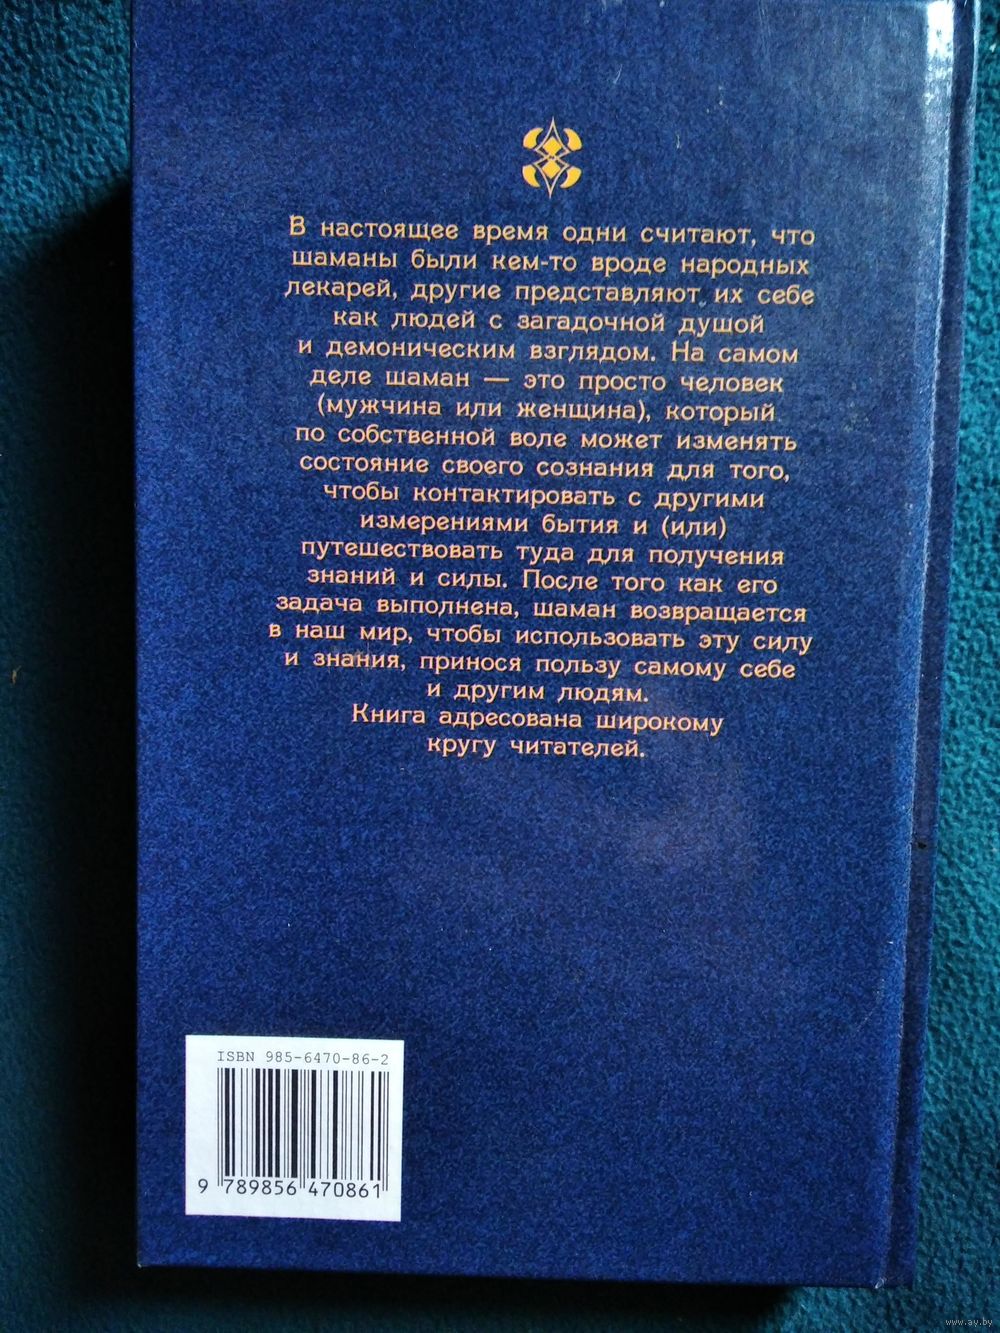 В настоящее время одни считают, что
шаманы были кем-то вроде народных
лекарей, другие представляют их себе
как людей с загадочной душой
и демоническим взглядом. На самом
деле шаман — это просто человек
(мужчина или женщина), который
по собственной воле может изменять
состояние своего сознания для того,
чтобы контактировать с другими
измерениями бытия и (или)
путешествовать туда для получения
знаний и силы. После того как его
задача выполнена, шаман возвращается
в наш мир, чтобы использовать эту силу
и знания, принося пользу самому себе
и другим людям.
Книга адресована широкому
кругу читателей.
ISBN 985-6470-86-2
9 789856 470861
www.ay.by